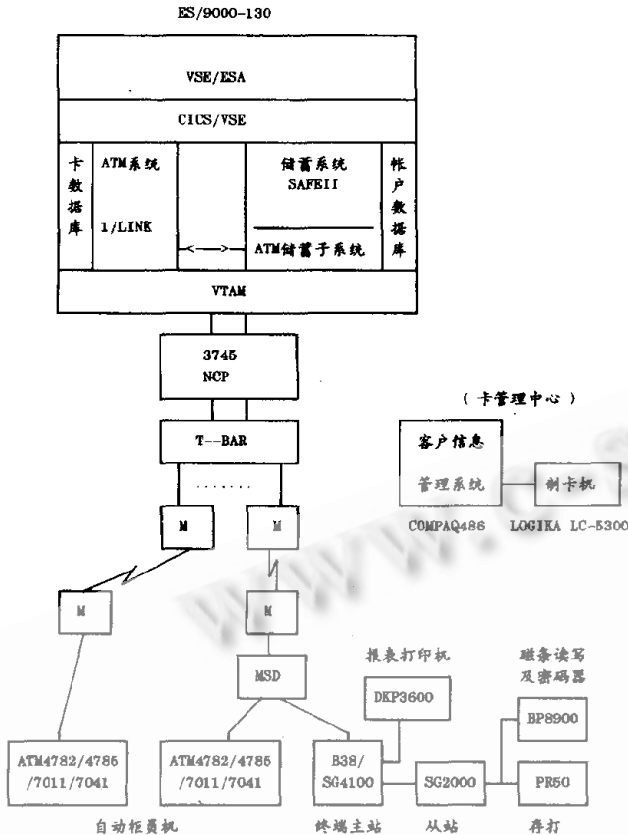 ES/9000-130
VSE/ESA
CICS/VSE
卡数据库
ATM系统
1/LINK
<—>
储蓄系统
SAFEII
ATM储蓄子系统
帐户数据库
VTAM
3745
NCP
T--BAR
.......
M
M
M
M
MSD
(卡管理中心)
客户信息
管理系统
制卡机
COMPAQ486
LOGIKA LC-5300
报表打印机
DKP3600
磁条读写
及密码器
BP8900
ATM4782/4785
/7011/7041
ATM4782/4785
/7011/7041
B38/
SG4100
SG2000
PR50
自动柜员机
终端主站
从站
存打